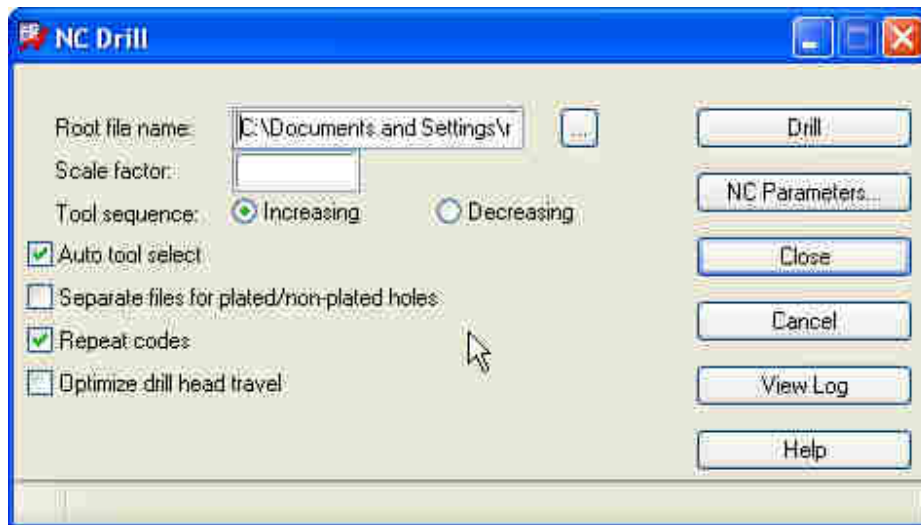 NC Drill
Root file name: C:\Documents and Settings\r ... Drill
Scale factor:
NC Parameters...
Tool sequence: Increasing Decreasing
Auto tool select Close
Separate files for plated/non-plated holes
Cancel
Repeat codes
Optimize drill head travel View Log
Help